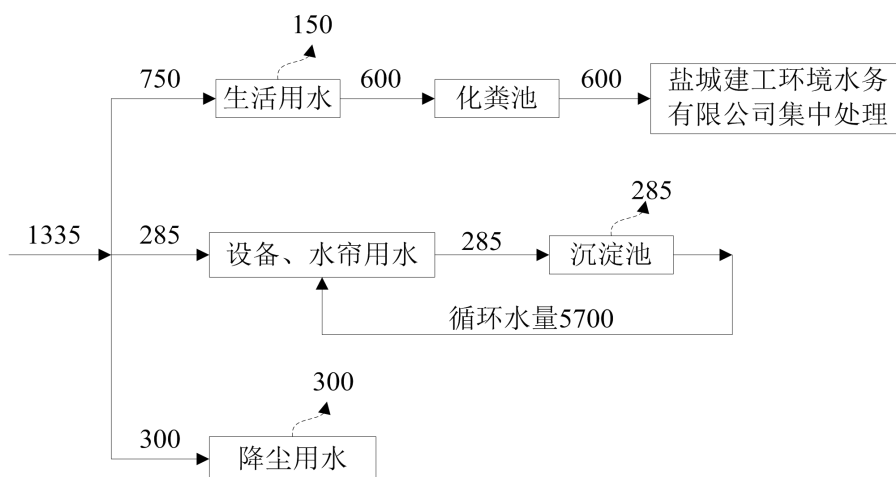 150
750
生活用水
600
化粪池
600
盐城建工环境水务
有限公司集中处理
1335
285
设备、水帘用水
285
沉淀池
285
循环水量5700
300
300
降尘用水